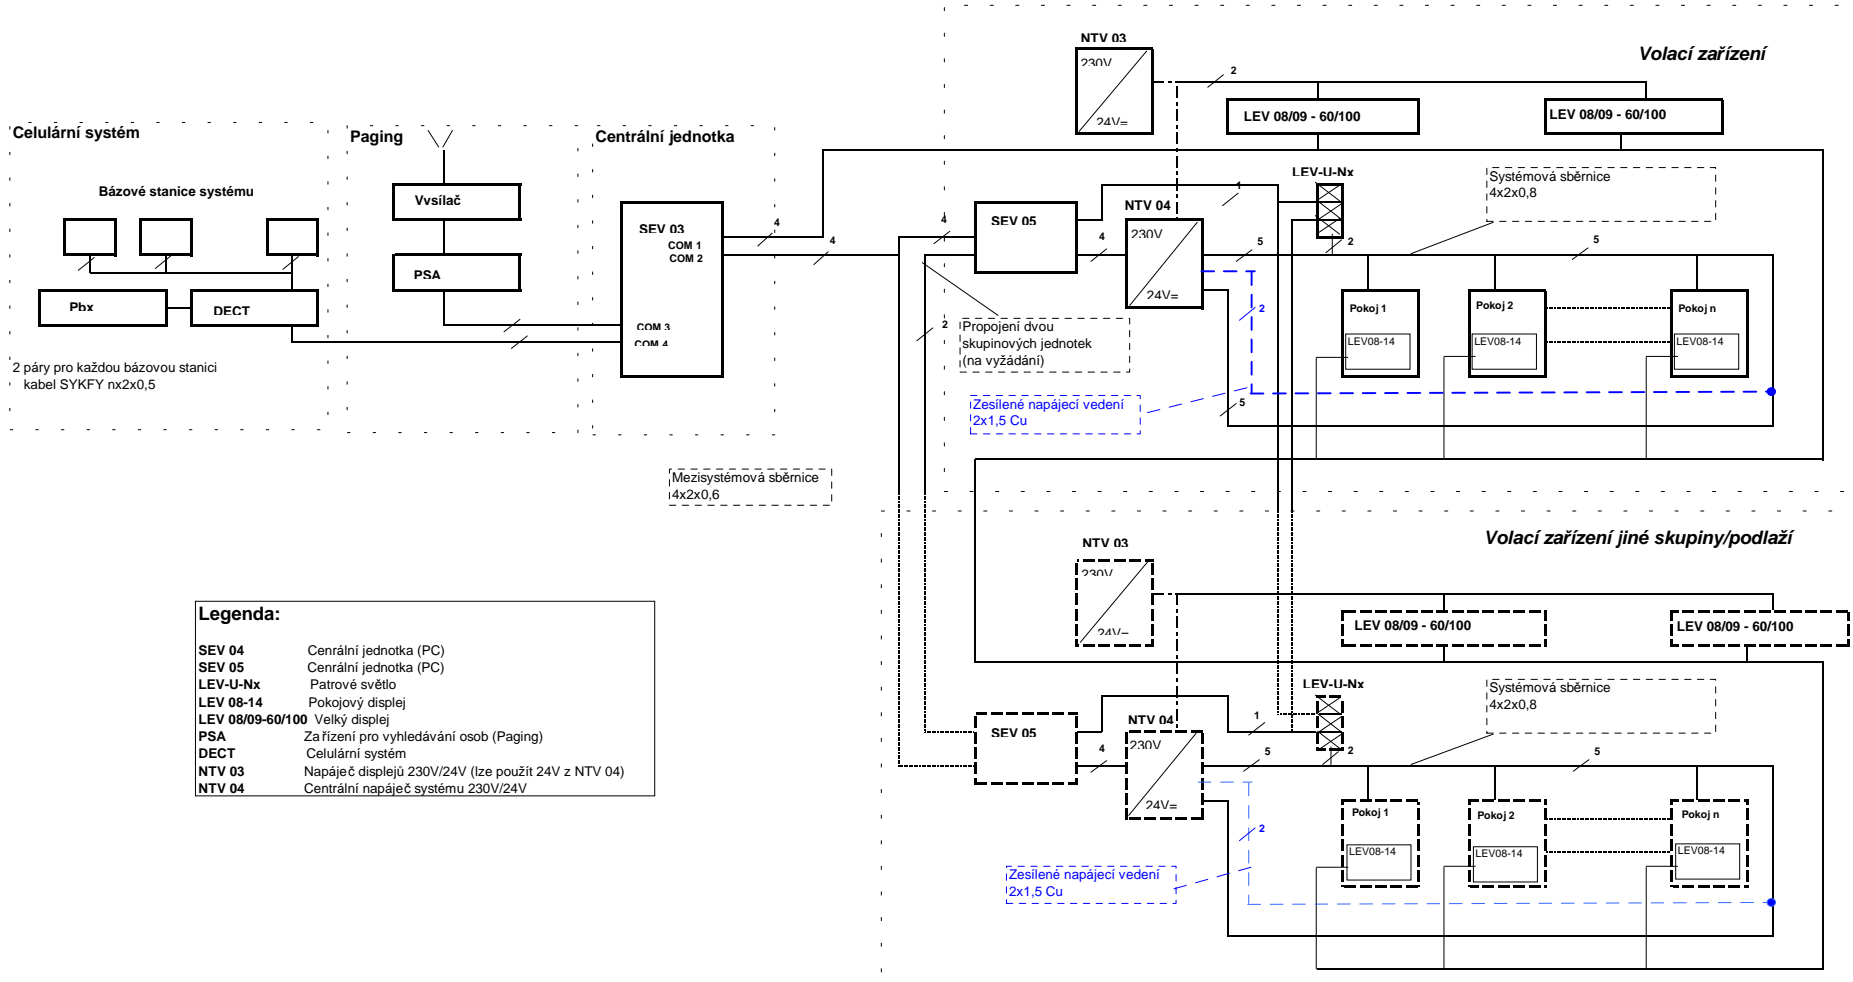 Celulární systém
Bázové stanice systému
Pbx
DECT
2 páry pro každou bázovou stanici
kabel SYKFY nx2x0,5
Paging
Vysílač
PSA
Centrální jednotka
SEV 03
COM 1
COM 2
COM 3
COM 4
4
4
Mezisystémová sběrnice
4x2x0,6
Volací zařízení
NTV 03
230V
24V=
2
LEV 08/09 - 60/100
LEV 08/09 - 60/100
LEV-U-Nx
Systémová sběrnice
4x2x0,8
1
4
SEV 05
4
NTV 04
230V
24V=
5
2
5
2
2
Propojení dvou
skupinových jednotek
(na vyžádání)
Pokoj 1
LEV08-14
Pokoj 2
LEV08-14
Pokoj n
LEV08-14
Zesílené napájecí vedení
2x1,5 Cu
5
Volací zařízení jiné skupiny/podlaží
NTV 03
230V
24V=
LEV 08/09 - 60/100
LEV 08/09 - 60/100
LEV-U-Nx
Systémová sběrnice
4x2x0,8
1
SEV 05
4
NTV 04
230V
24V=
5
2
5
2
Pokoj 1
LEV08-14
Pokoj 2
LEV08-14
Pokoj n
LEV08-14
Zesílené napájecí vedení
2x1,5 Cu
Legenda:
SEV 04 Cenrální jednotka (PC)
SEV 05 Cenrální jednotka (PC)
LEV-U-Nx Patrové světlo
LEV 08-14 Pokojový displej
LEV 08/09-60/100 Velký displej
PSA Zařízení pro vyhledávání osob (Paging)
DECT Celulární systém
NTV 03 Napáječ displejů 230V/24V (lze použít 24V z NTV 04)
NTV 04 Centrální napáječ systému 230V/24V